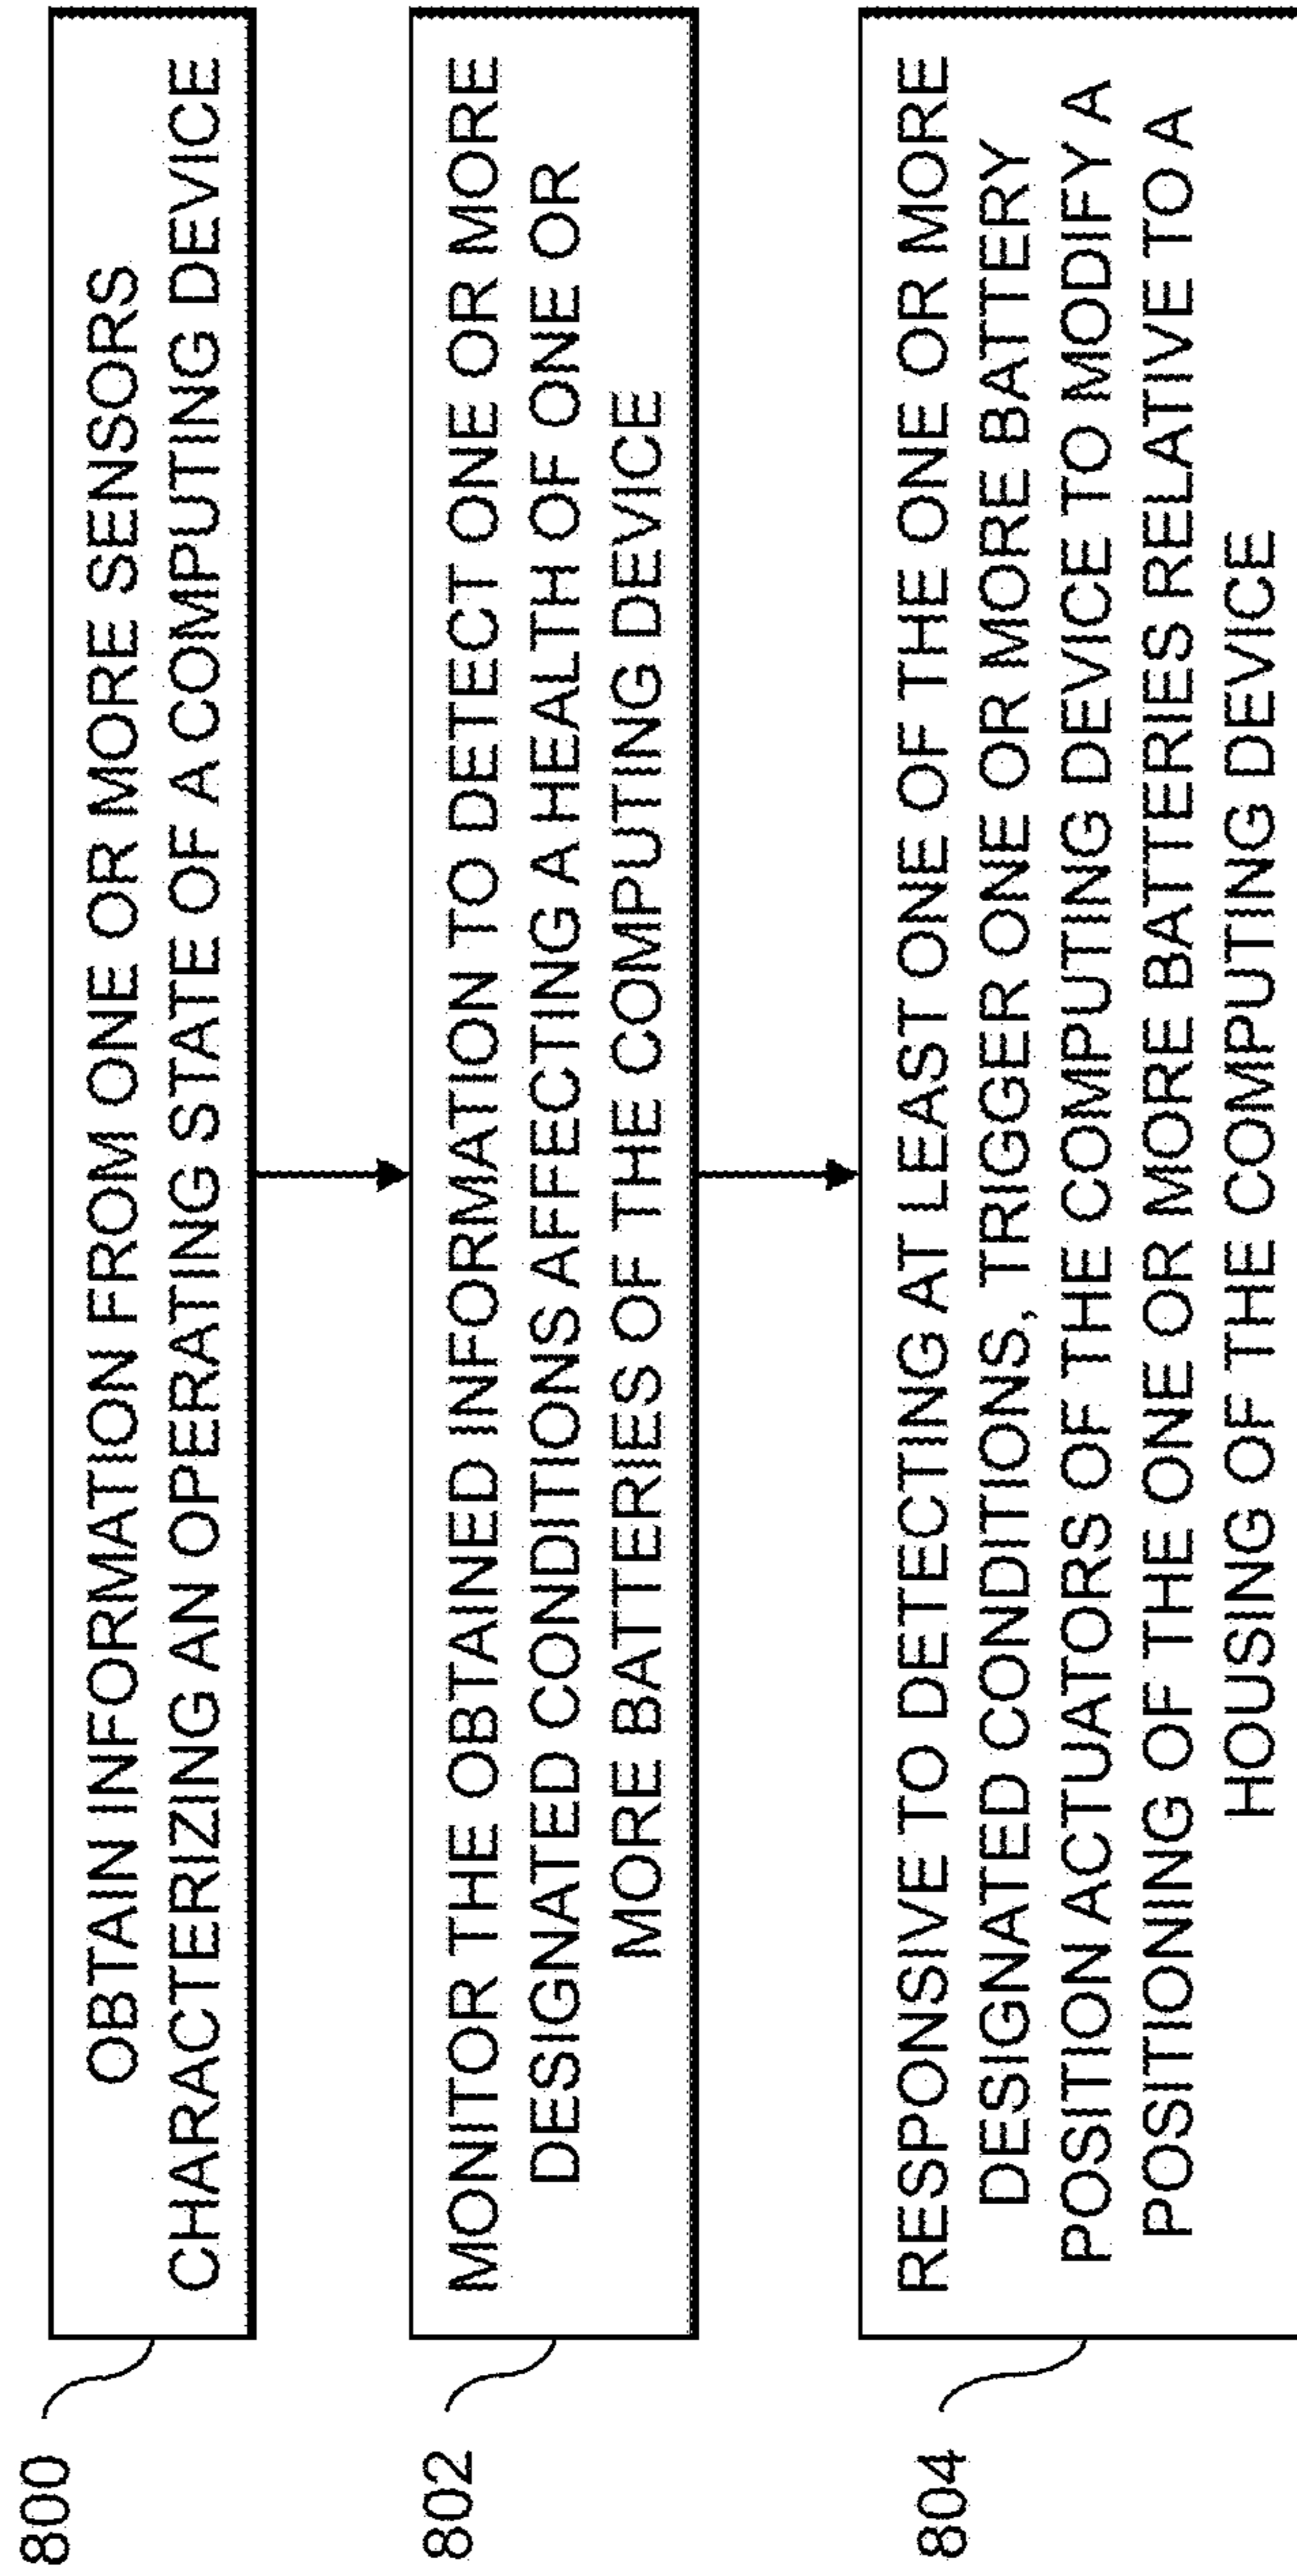 800
OBTAIN INFORMATION FROM ONE OR MORE SENSORS
CHARACTERIZING AN OPERATING STATE OF A COMPUTING DEVICE
802
MONITOR THE OBTAINED INFORMATION TO DETECT ONE OR MORE
DESIGNATED CONDITIONS AFFECTING A HEALTH OF ONE OR
MORE BATTERIES OF THE COMPUTING DEVICE
804
RESPONSIVE TO DETECTING AT LEAST ONE OF THE ONE OR MORE
DESIGNATED CONDITIONS, TRIGGER ONE OR MORE BATTERY
POSITION ACTUATORS OF THE COMPUTING DEVICE TO MODIFY A
POSITIONING OF THE ONE OR MORE BATTERIES RELATIVE TO A
HOUSING OF THE COMPUTING DEVICE